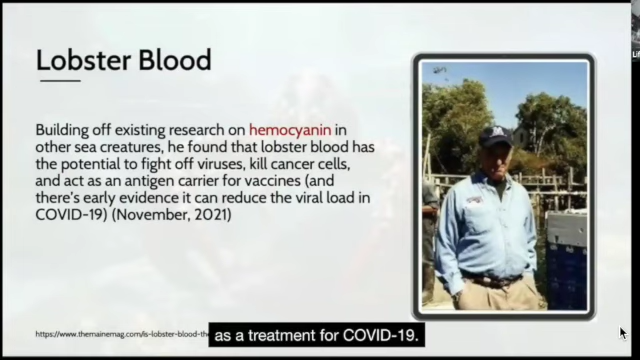 Lobster Blood
Building off existing research on hemocyanin in
other sea creatures, he found that lobster blood has
the potential to fight off viruses, kill cancer cells,
and act as an antigen carrier for vaccines (and
there's early evidence it can reduce the viral load in
COVID-19) (November, 2021)
https://www.themainemag.com/is-lobster-blood-the
as a treatment for COVID-19.